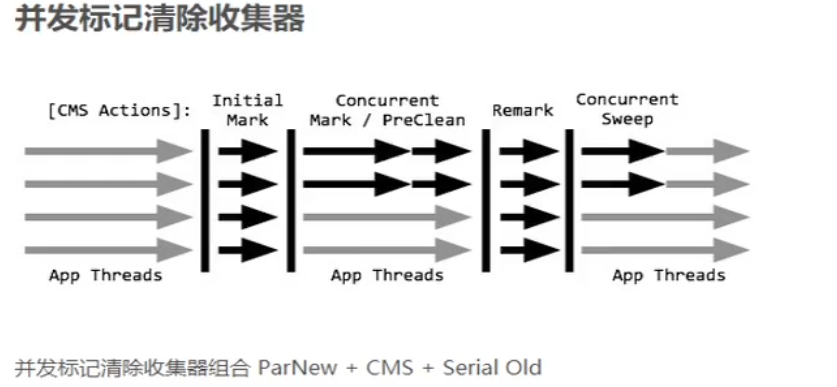 并发标记清除收集器
[CMS Actions]:
Initial
Mark
Concurrent
Mark / PreClean
Remark
Concurrent
Sweep
App Threads
App Threads
App Threads
并发标记清除收集器组合 ParNew + CMS + Serial Old